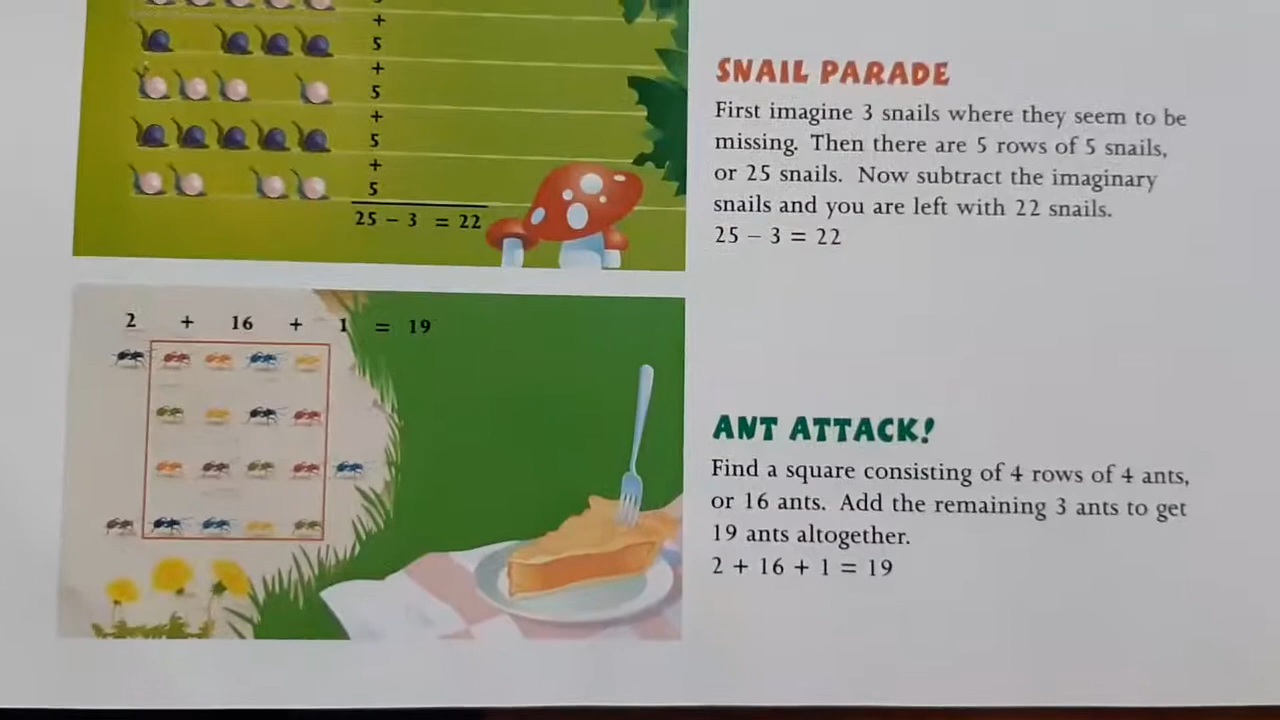 +
5
+
5
+
5
+
5
25 – 3 = 22
SNAIL PARADE
First imagine 3 snails where they seem to be
missing. Then there are 5 rows of 5 snails,
or 25 snails. Now subtract the imaginary
snails and you are left with 22 snails.
25 – 3 = 22
2 + 16 + 1 = 19
ANT ATTACK!
Find a square consisting of 4 rows of 4 ants,
or 16 ants. Add the remaining 3 ants to get
19 ants altogether.
2 + 16 + 1 = 19